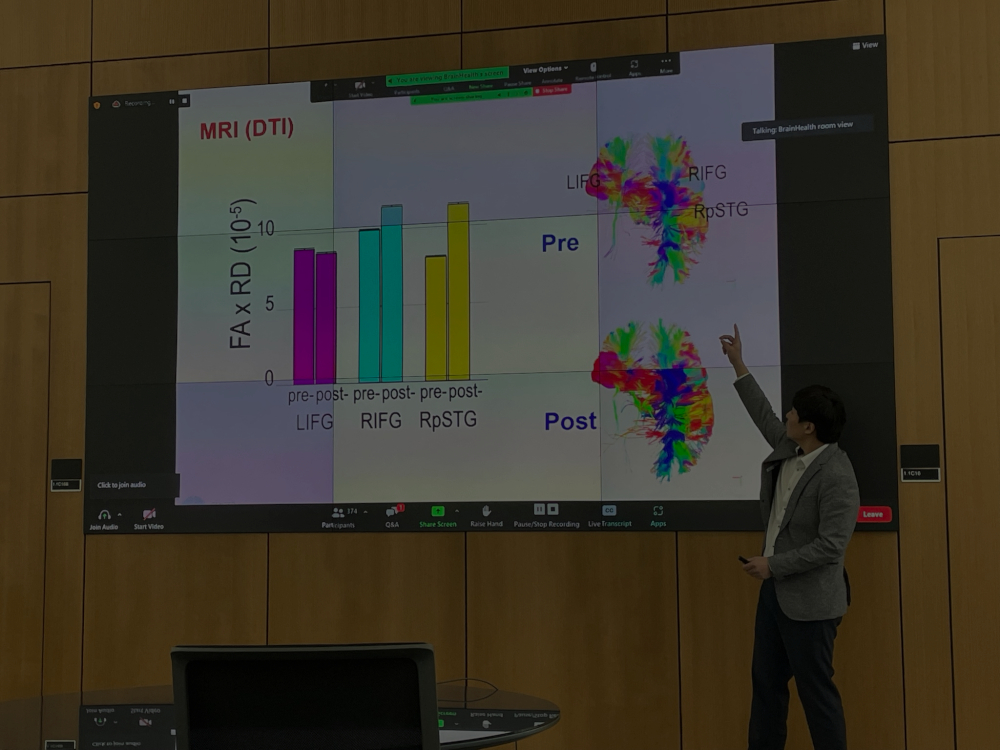 View
Recording...
You are viewing BrainHealth's screen
View Options
Start Video
Participants
Q&A
New Share
Pause Share
Annotate
Remote Control
Apps
More
Stop Share
Talking: BrainHealth room view
MRI (DTI)
FA x RD (10-5)
10
5
0
pre- post- pre- post- pre- post-
LIFG RIFG RpSTG
LIFG
RIFG
RpSTG
Pre
Post
Click to join audio
Join Audio
Start Video
Participants
174
Q&A
1
Share Screen
Raise Hand
Pause/Stop Recording
CC
Live Transcript
Apps
Leave